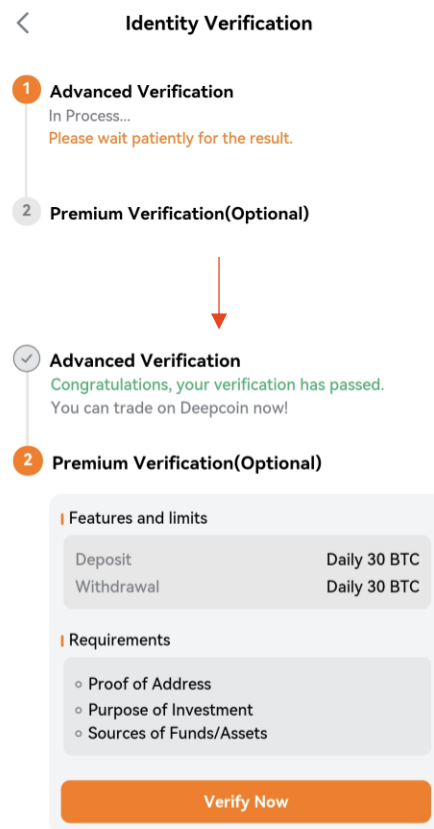 Identity Verification
1
Advanced Verification
In Process...
Please wait patiently for the result.
2
Premium Verification(Optional)
Advanced Verification
Congratulations, your verification has passed.
You can trade on Deepcoin now!
2
Premium Verification(Optional)
Features and limits
Deposit Daily 30 BTC
Withdrawal Daily 30 BTC
Requirements
Proof of Address
Purpose of Investment
Sources of Funds/Assets
Verify Now